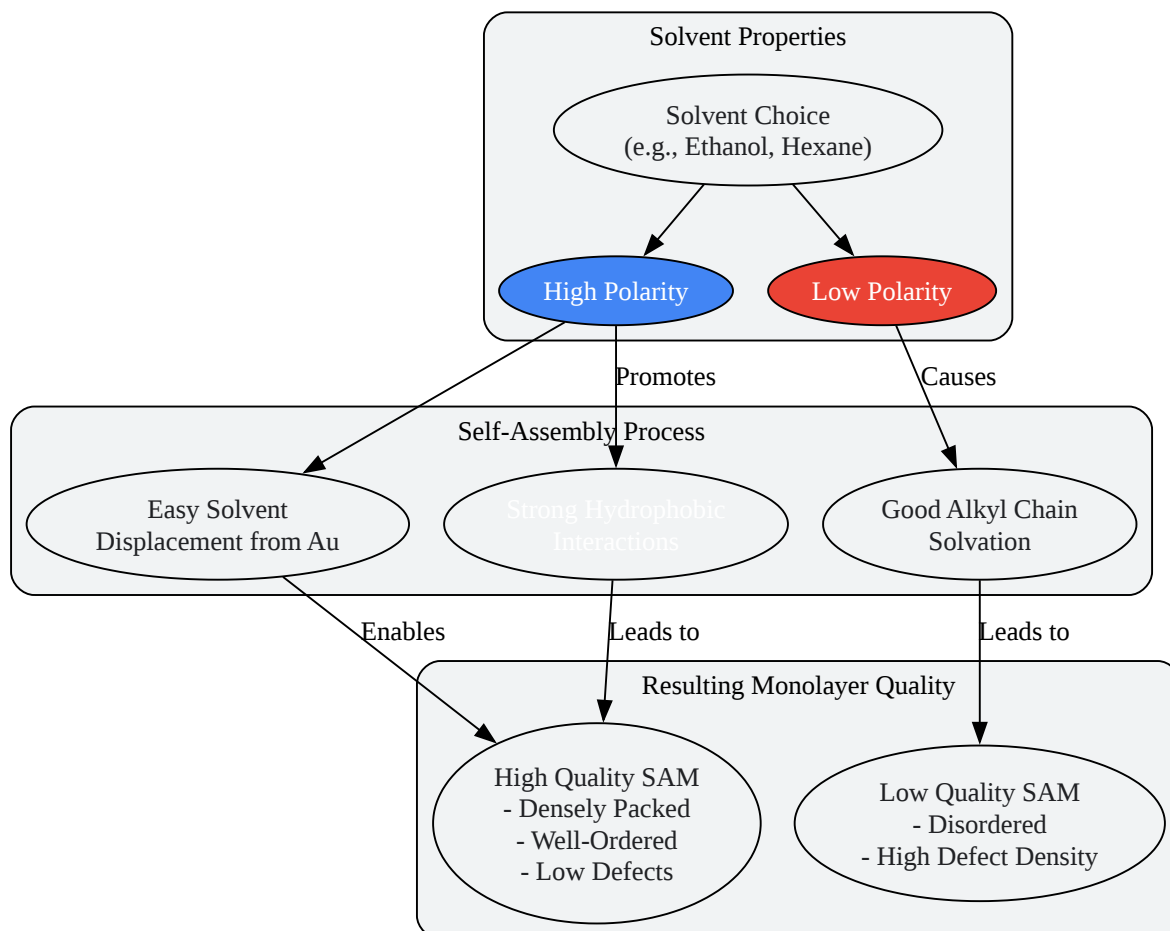 Solvent Properties
Solvent Choice
(e.g., Ethanol, Hexane)
High Polarity
Low Polarity
Promotes
Causes
Self-Assembly Process
Easy Solvent
Displacement from Au
Strong Hydrophobic
Interactions
Good Alkyl Chain
Solvation
Enables
Leads to
Leads to
Resulting Monolayer Quality
High Quality SAM
- Densely Packed
- Well-Ordered
- Low Defects
Low Quality SAM
- Disordered
- High Defect Density